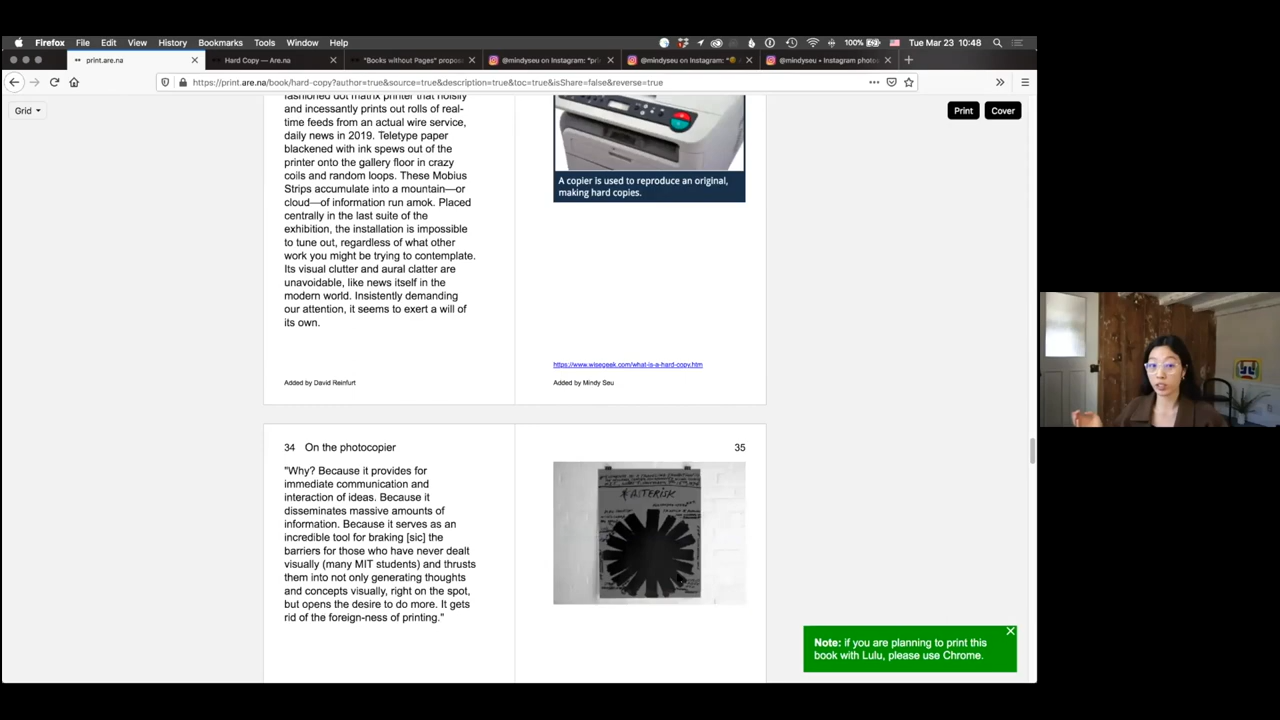 Firefox File Edit View History Bookmarks Tools Window Help
100% Tue Mar 23 10:48
print.are.na
Hard Copy — Are.na
"Books without Pages" propos
@mindyseu on Instagram: "pri
@mindyseu on Instagram: "
@mindyseu • Instagram photo
https://print.are.na/book/hard-copy?author=true&source=true&description=true&toc=true&isShare=false&reverse=true
Grid
Print
Cover
fashioned dot matrix printer that noisily
and incessantly prints out rolls of real-
time feeds from an actual wire service,
daily news in 2019. Teletype paper
blackened with ink spews out of the
printer onto the gallery floor in crazy
coils and random loops. These Mobius
Strips accumulate into a mountain—or
cloud—of information run amok. Placed
centrally in the last suite of the
exhibition, the installation is impossible
to tune out, regardless of what other
work you might be trying to contemplate.
Its visual clutter and aural clatter are
unavoidable, like news itself in the
modern world. Insistently demanding
our attention, it seems to exert a will of
its own.
Added by David Reinfurt
A copier is used to reproduce an original,
making hard copies.
https://www.wisegeek.com/what-is-a-hard-copy.htm
Added by Mindy Seu
34 On the photocopier
"Why? Because it provides for
immediate communication and
interaction of ideas. Because it
disseminates massive amounts of
information. Because it serves as an
incredible tool for braking [sic] the
barriers for those who have never dealt
visually (many MIT students) and thrusts
them into not only generating thoughts
and concepts visually, right on the spot,
but opens the desire to do more. It gets
rid of the foreign-ness of printing."
35
ASTERISK
Note: if you are planning to print this
book with Lulu, please use Chrome.